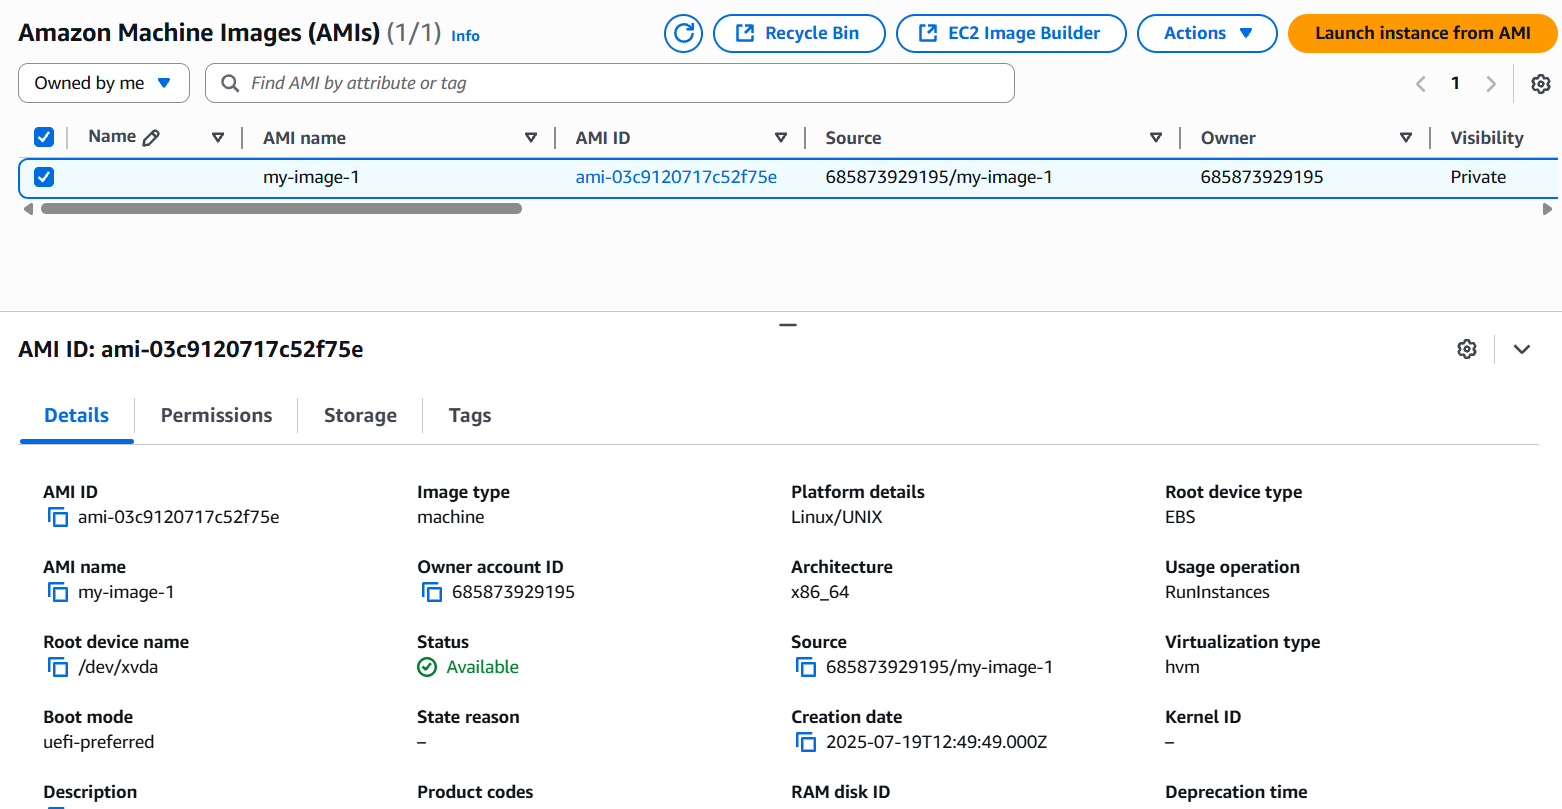 Amazon Machine Images (AMIs) (1/1) Info Recycle Bin EC2 Image Builder Actions Launch instance from AMI
Owned by me Find AMI by attribute or tag 1
Name AMI name AMI ID Source Owner Visibility
my-image-1 ami-03c9120717c52f75e 685873929195/my-image-1 685873929195 Private
AMI ID: ami-03c9120717c52f75e
Details Permissions Storage Tags
AMI ID Image type Platform details Root device type
ami-03c9120717c52f75e machine Linux/UNIX EBS
AMI name Owner account ID Architecture Usage operation
my-image-1 685873929195 x86_64 RunInstances
Root device name Status Source Virtualization type
/dev/xvda Available 685873929195/my-image-1 hvm
Boot mode State reason Creation date Kernel ID
uefi-preferred – 2025-07-19T12:49:49.000Z –
Description Product codes RAM disk ID Deprecation time